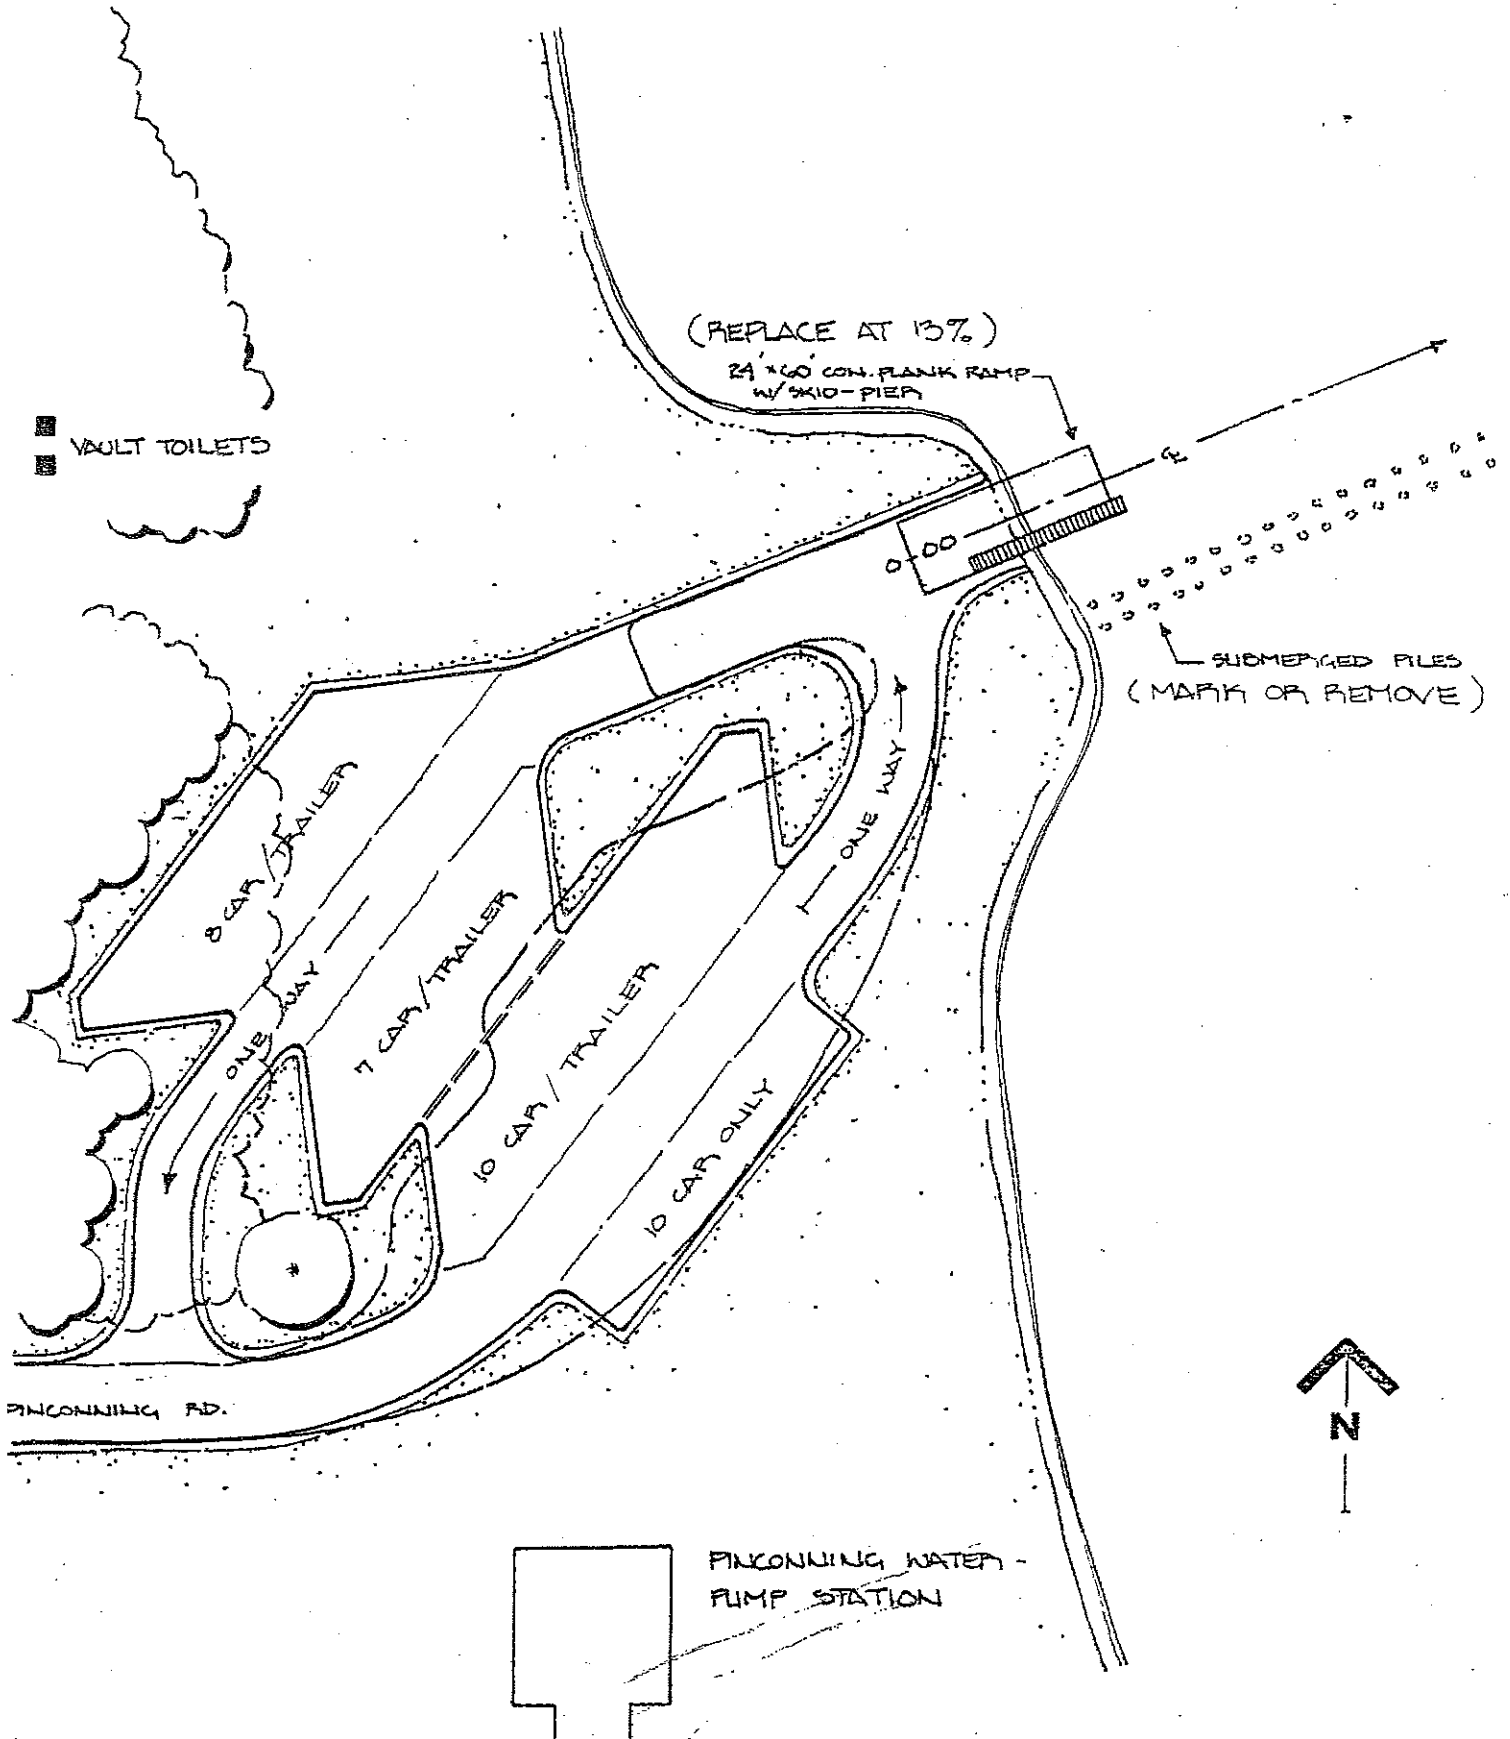 (REPLACE AT 13%)
24'x60' CON. PLANK RAMP
W/ SKID-PIER
VAULT TOILETS
℄
0+00
SUBMERGED PILES
(MARK OR REMOVE)
8 CAR/TRAILER
ONE WAY
ONE WAY
7 CAR/TRAILER
10 CAR/TRAILER
10 CAR ONLY
PINCONNING RD.
N
PINCONNING WATER-
PUMP STATION